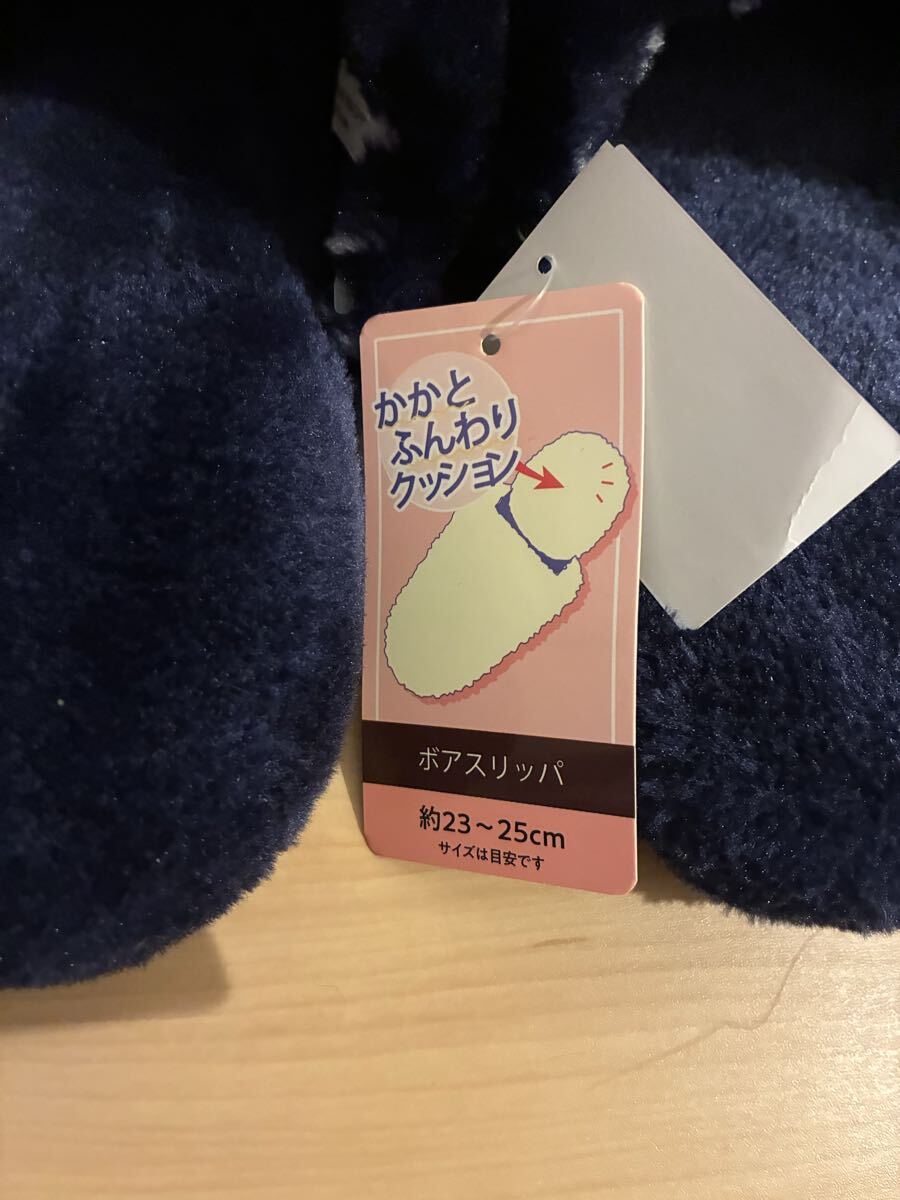 かかと
ふんわり
クッション
ボアスリッパ
約23～25cm
サイズは目安です